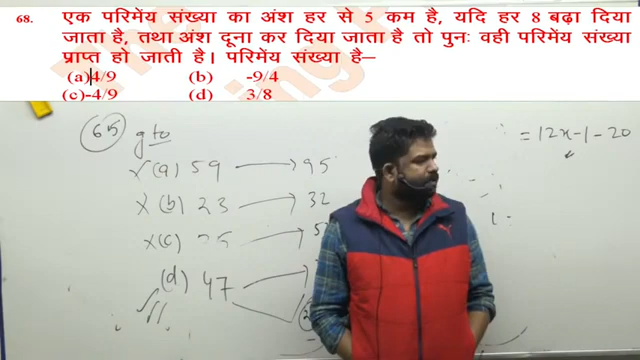 68. एक परिमेंय संख्या का अंश हर से 5 कम है, यदि हर 8 बढ़ा दिया
जाता है, तथा अंश दूना कर दिया जाता है तो पुनः वही परिमेंय संख्या
प्राप्त हो जाती है। परिमेंय संख्या है–
(a) 4/9 (b) -9/4
(c) -4/9 (d) 3/8
65 g to
= 12x-1-20
x (a) 59 → 95
x (b) 23 → 32
x (c)
(d) 47